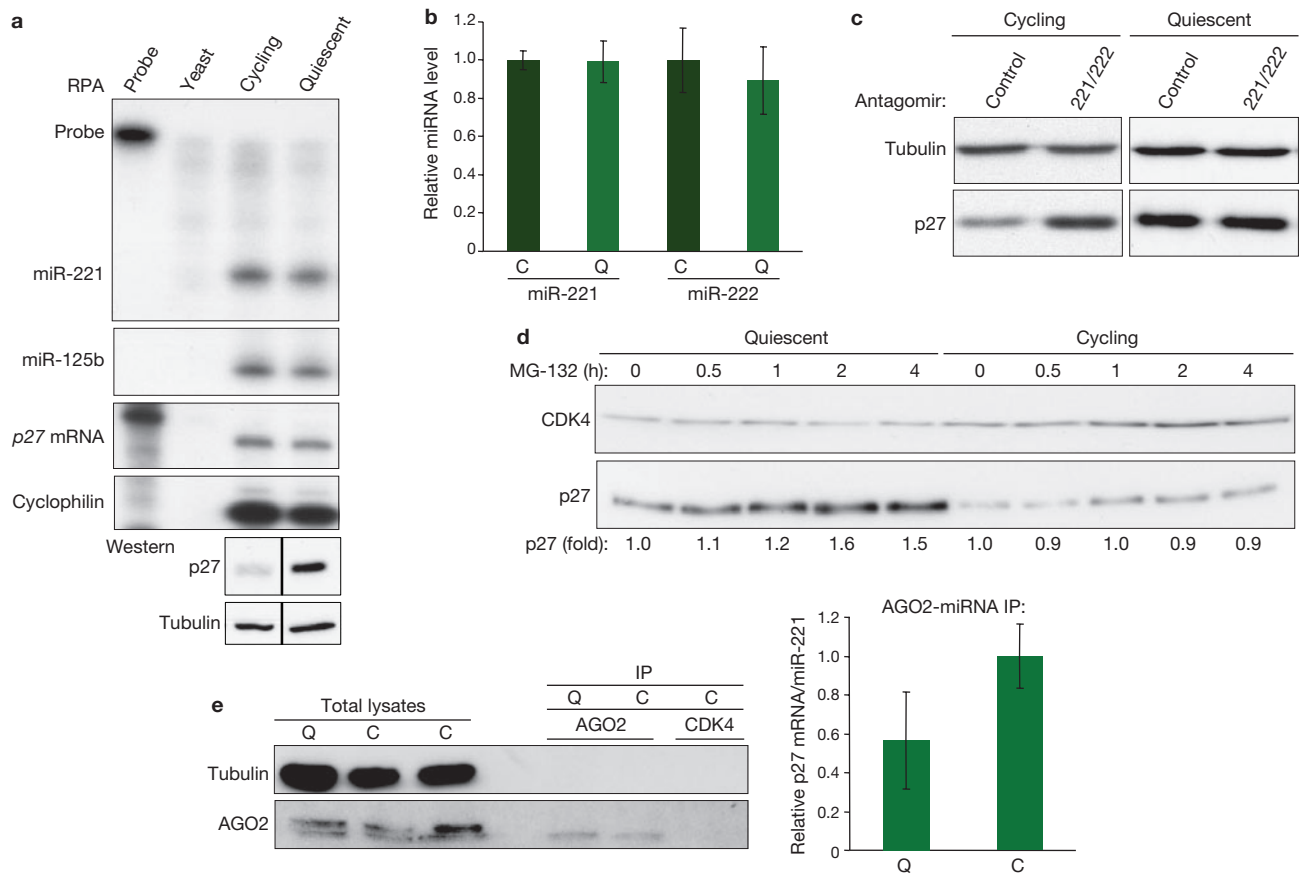 a
RPA
Probe
Yeast
Cycling
Quiescent
Probe
miR-221
miR-125b
p27 mRNA
Cyclophilin
Western
p27
Tubulin
b
Relative miRNA level
1.2
1.0
0.8
0.6
0.4
1.2
0
C Q C Q
miR-221 miR-222
c
Cycling Quiescent
Antagomir: Control 221/222 Control 221/222
Tubulin
p27
d
Quiescent Cycling
MG-132 (h): 0 0.5 1 2 4 0 0.5 1 2 4
CDK4
p27
p27 (fold): 1.0 1.1 1.2 1.6 1.5 1.0 0.9 1.0 0.9 0.9
e
Total lysates
Q C C
IP
Q C C
AGO2 CDK4
Tubulin
AGO2
AGO2-miRNA IP:
Relative p27 mRNA/miR-221
1.2
1.0
0.8
0.6
0.4
1.2
0
Q C